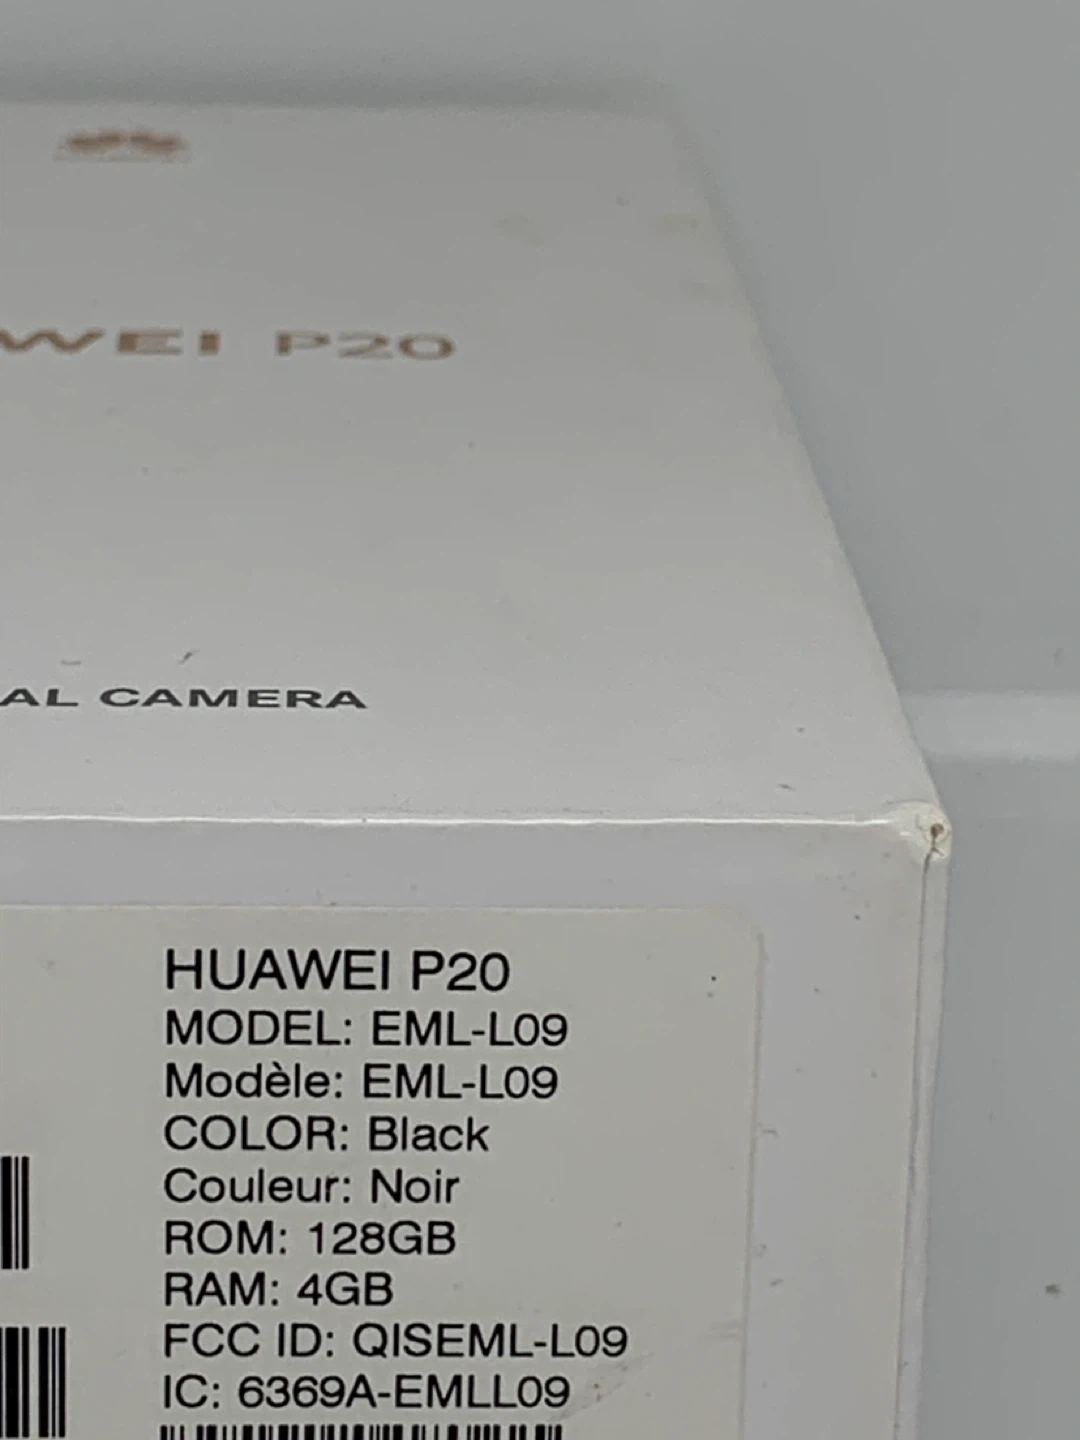 WEI P20
AL CAMERA
HUAWEI P20
MODEL: EML-L09
Modèle: EML-L09
COLOR: Black
Couleur: Noir
ROM: 128GB
RAM: 4GB
FCC ID: QISEML-L09
IC: 6369A-EMLL09